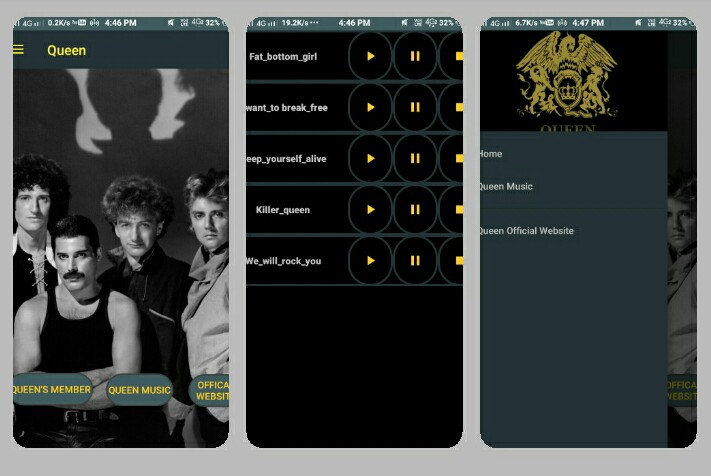 4G 0.2K/s 4:46 PM 4G 32%
Queen
QUEEN'S MEMBER
QUEEN MUSIC
OFFICA
WEBSIT
4G 19.2K/s 4:46 PM 4G 32%
Fat_bottom_girl
want_to break_free
eep_yourself_alive
Killer_queen
We_will_rock_you
4G 6.7K/s 4:47 PM 4G 32%
QUEEN
Home
Queen Music
Queen Official Website
OFFICA
WEBSIT